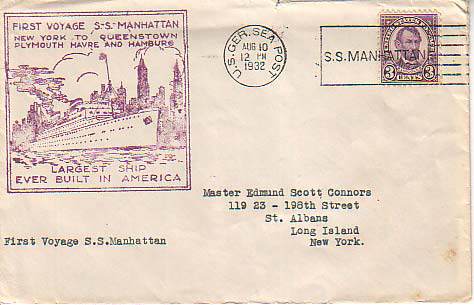 FIRST VOYAGE S-S-MANHATTAN
NEW YORK TO QUEENSTOWN
PLYMOUTH HAVRE AND HAMBURG
LARGEST SHIP
EVER BUILT IN AMERICA
U.S. GER. SEA POST
AUG 10
12 PM
1932
S.S. MANHATTAN
3 3
Master Edmund Scott Connors
119 23 - 198th Street
St. Albans
Long Island
New York.
First Voyage S.S.Manhattan